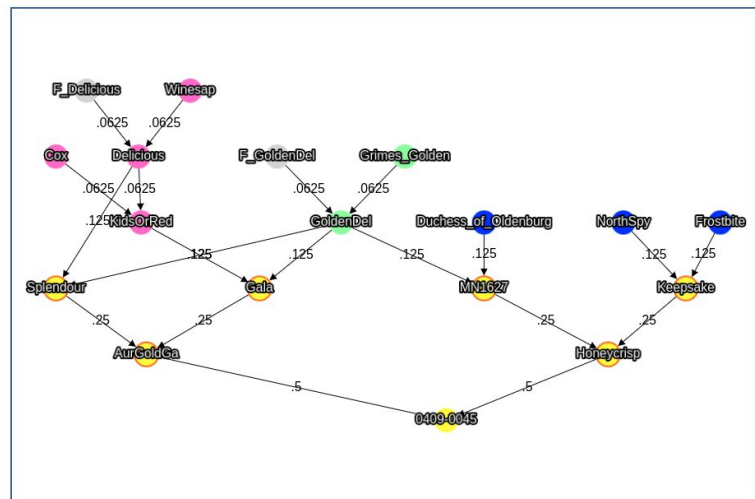 F_Delicious Winesap
.0625 .0625
Cox Delicious F_GoldenDel Grimes_Golden
.0625 .0625 .0625 .0625
.125 KidsOrRed GoldenDel Duchess_of_Oldenburg NorthSpy Frostbite
.125 .125 .125 .125 .125 .125
Splendour Gala MN1627 Keepsake
.25 .25 .25 .25
AurGoldGa Honeycrisp
.5 .5
0409-0045